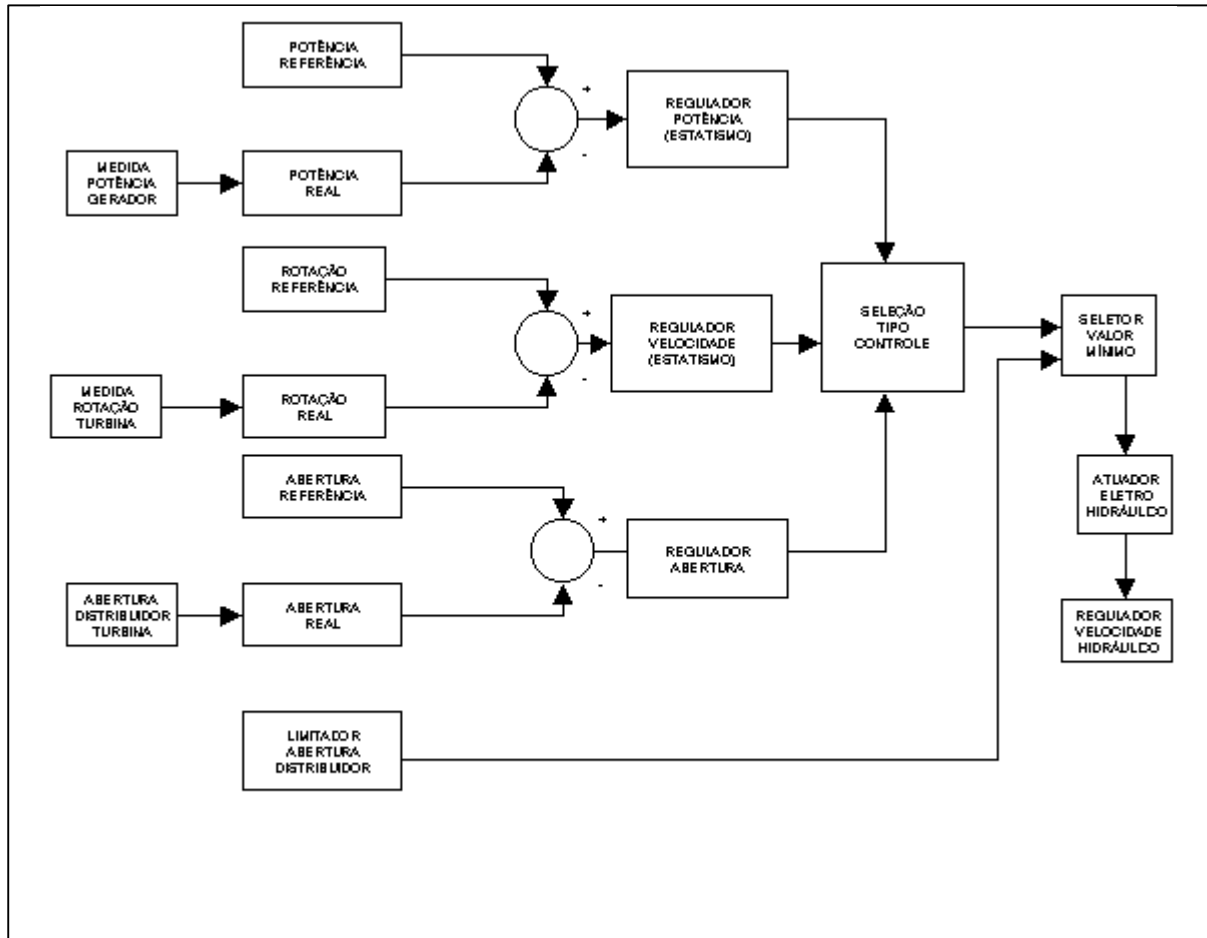 POTÊNCIA
REFERÊNCIA
+
REGULADOR
POTÊNCIA
(ESTATISMO)
-
MEDIDA
POTÊNCIA
GERADOR
POTÊNCIA
REAL
ROTAÇÃO
REFERÊNCIA
+
REGULADOR
VELOCIDADE
(ESTATISMO)
-
SELEÇÃO
TIPO
CONTROLE
SELETOR
VALOR
MÍNIMO
MEDIDA
ROTAÇÃO
TURBINA
ROTAÇÃO
REAL
ABERTURA
REFERÊNCIA
+
REGULADOR
ABERTURA
-
ATUADOR
ELETRO
HIDRÁULICO
ABERTURA
DISTRIBUIDOR
TURBINA
ABERTURA
REAL
REGULADOR
VELOCIDADE
HIDRÁULICO
LIMITADOR
ABERTURA
DISTRIBUIDOR